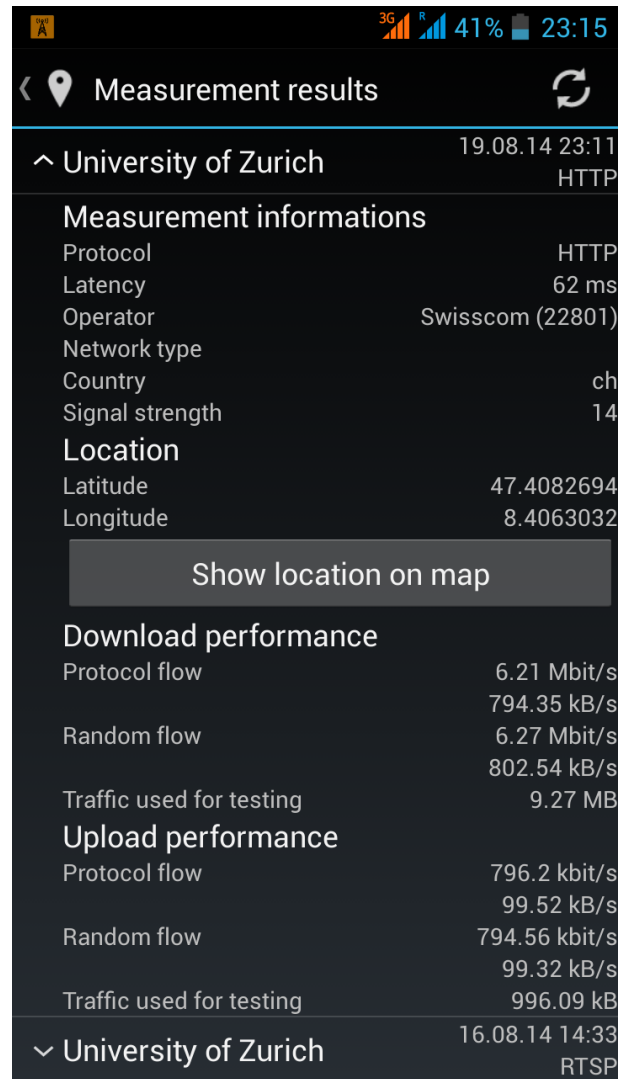 3G R 41% 23:15
Measurement results
University of Zurich 19.08.14 23:11
HTTP
Measurement informations
Protocol HTTP
Latency 62 ms
Operator Swisscom (22801)
Network type
Country ch
Signal strength 14
Location
Latitude 47.4082694
Longitude 8.4063032
Show location on map
Download performance
Protocol flow 6.21 Mbit/s
794.35 kB/s
Random flow 6.27 Mbit/s
802.54 kB/s
Traffic used for testing 9.27 MB
Upload performance
Protocol flow 796.2 kbit/s
99.52 kB/s
Random flow 794.56 kbit/s
99.32 kB/s
Traffic used for testing 996.09 kB
University of Zurich 16.08.14 14:33
RTSP